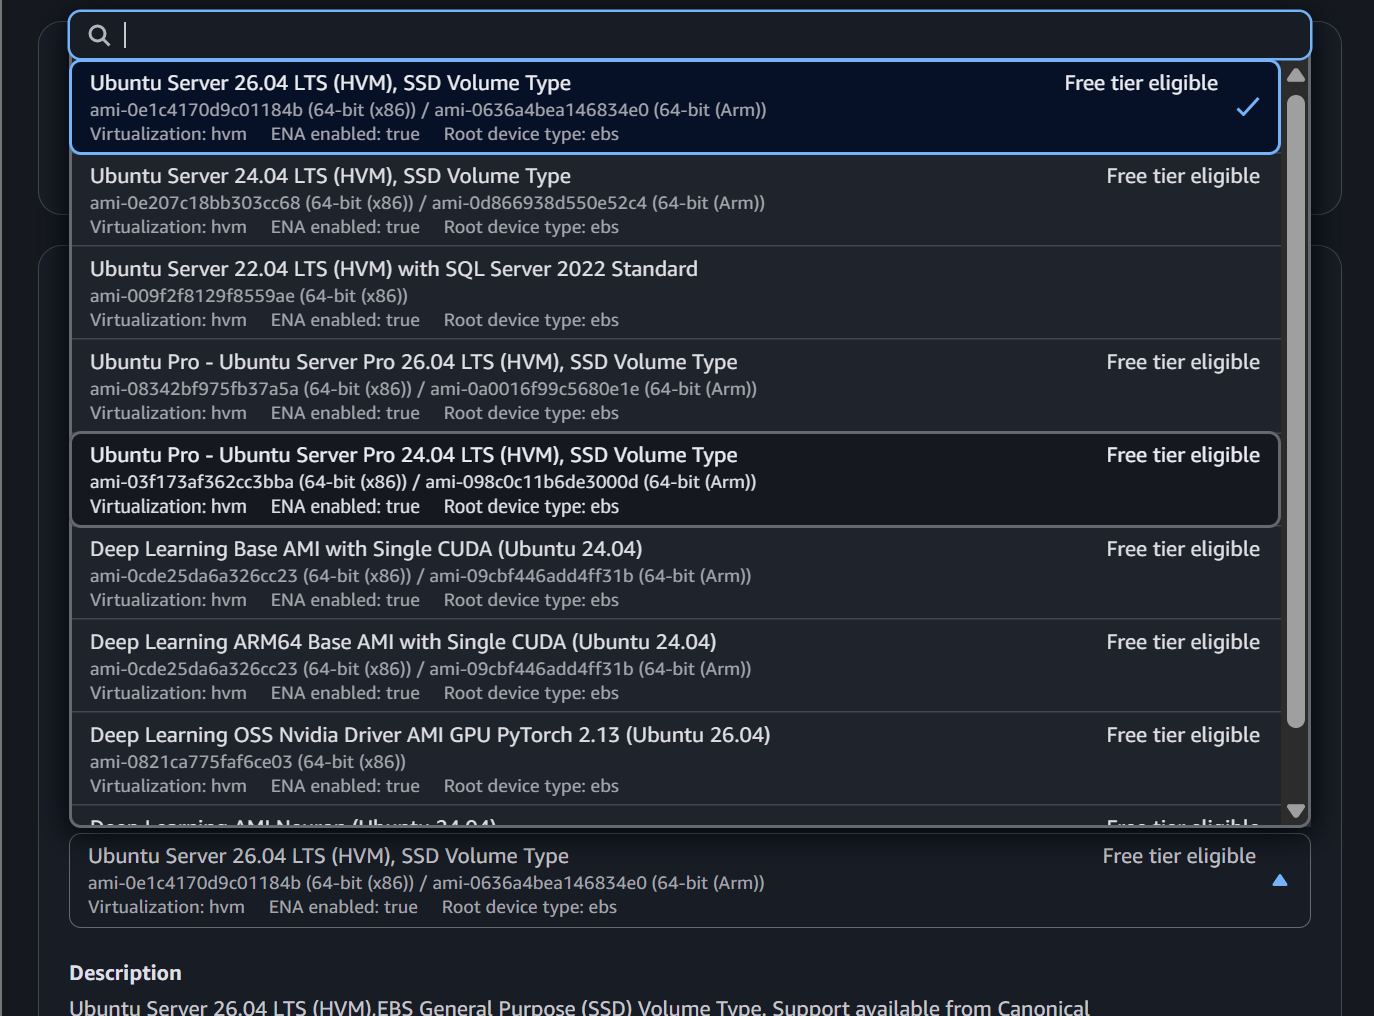 Ubuntu Server 26.04 LTS (HVM), SSD Volume Type Free tier eligible
ami-0e1c4170d9c01184b (64-bit (x86)) / ami-0636a4bea146834e0 (64-bit (Arm))
Virtualization: hvm ENA enabled: true Root device type: ebs
Ubuntu Server 24.04 LTS (HVM), SSD Volume Type Free tier eligible
ami-0e207c18bb303cc68 (64-bit (x86)) / ami-0d866938d550e52c4 (64-bit (Arm))
Virtualization: hvm ENA enabled: true Root device type: ebs
Ubuntu Server 22.04 LTS (HVM) with SQL Server 2022 Standard
ami-009f2f8129f8559ae (64-bit (x86))
Virtualization: hvm ENA enabled: true Root device type: ebs
Ubuntu Pro - Ubuntu Server Pro 26.04 LTS (HVM), SSD Volume Type Free tier eligible
ami-08342bf975fb37a5a (64-bit (x86)) / ami-0a0016f99c5680e1e (64-bit (Arm))
Virtualization: hvm ENA enabled: true Root device type: ebs
Ubuntu Pro - Ubuntu Server Pro 24.04 LTS (HVM), SSD Volume Type Free tier eligible
ami-03f173af362cc3bba (64-bit (x86)) / ami-098c0c11b6de3000d (64-bit (Arm))
Virtualization: hvm ENA enabled: true Root device type: ebs
Deep Learning Base AMI with Single CUDA (Ubuntu 24.04) Free tier eligible
ami-0cde25da6a326cc23 (64-bit (x86)) / ami-09cbf446add4ff31b (64-bit (Arm))
Virtualization: hvm ENA enabled: true Root device type: ebs
Deep Learning ARM64 Base AMI with Single CUDA (Ubuntu 24.04) Free tier eligible
ami-0cde25da6a326cc23 (64-bit (x86)) / ami-09cbf446add4ff31b (64-bit (Arm))
Virtualization: hvm ENA enabled: true Root device type: ebs
Deep Learning OSS Nvidia Driver AMI GPU PyTorch 2.13 (Ubuntu 26.04) Free tier eligible
ami-0821ca775faf6ce03 (64-bit (x86))
Virtualization: hvm ENA enabled: true Root device type: ebs
Deep Learning AMI Neuron (Ubuntu 24.04) Free tier eligible
Ubuntu Server 26.04 LTS (HVM), SSD Volume Type Free tier eligible
ami-0e1c4170d9c01184b (64-bit (x86)) / ami-0636a4bea146834e0 (64-bit (Arm))
Virtualization: hvm ENA enabled: true Root device type: ebs
Description
Ubuntu Server 26.04 LTS (HVM),EBS General Purpose (SSD) Volume Type. Support available from Canonical